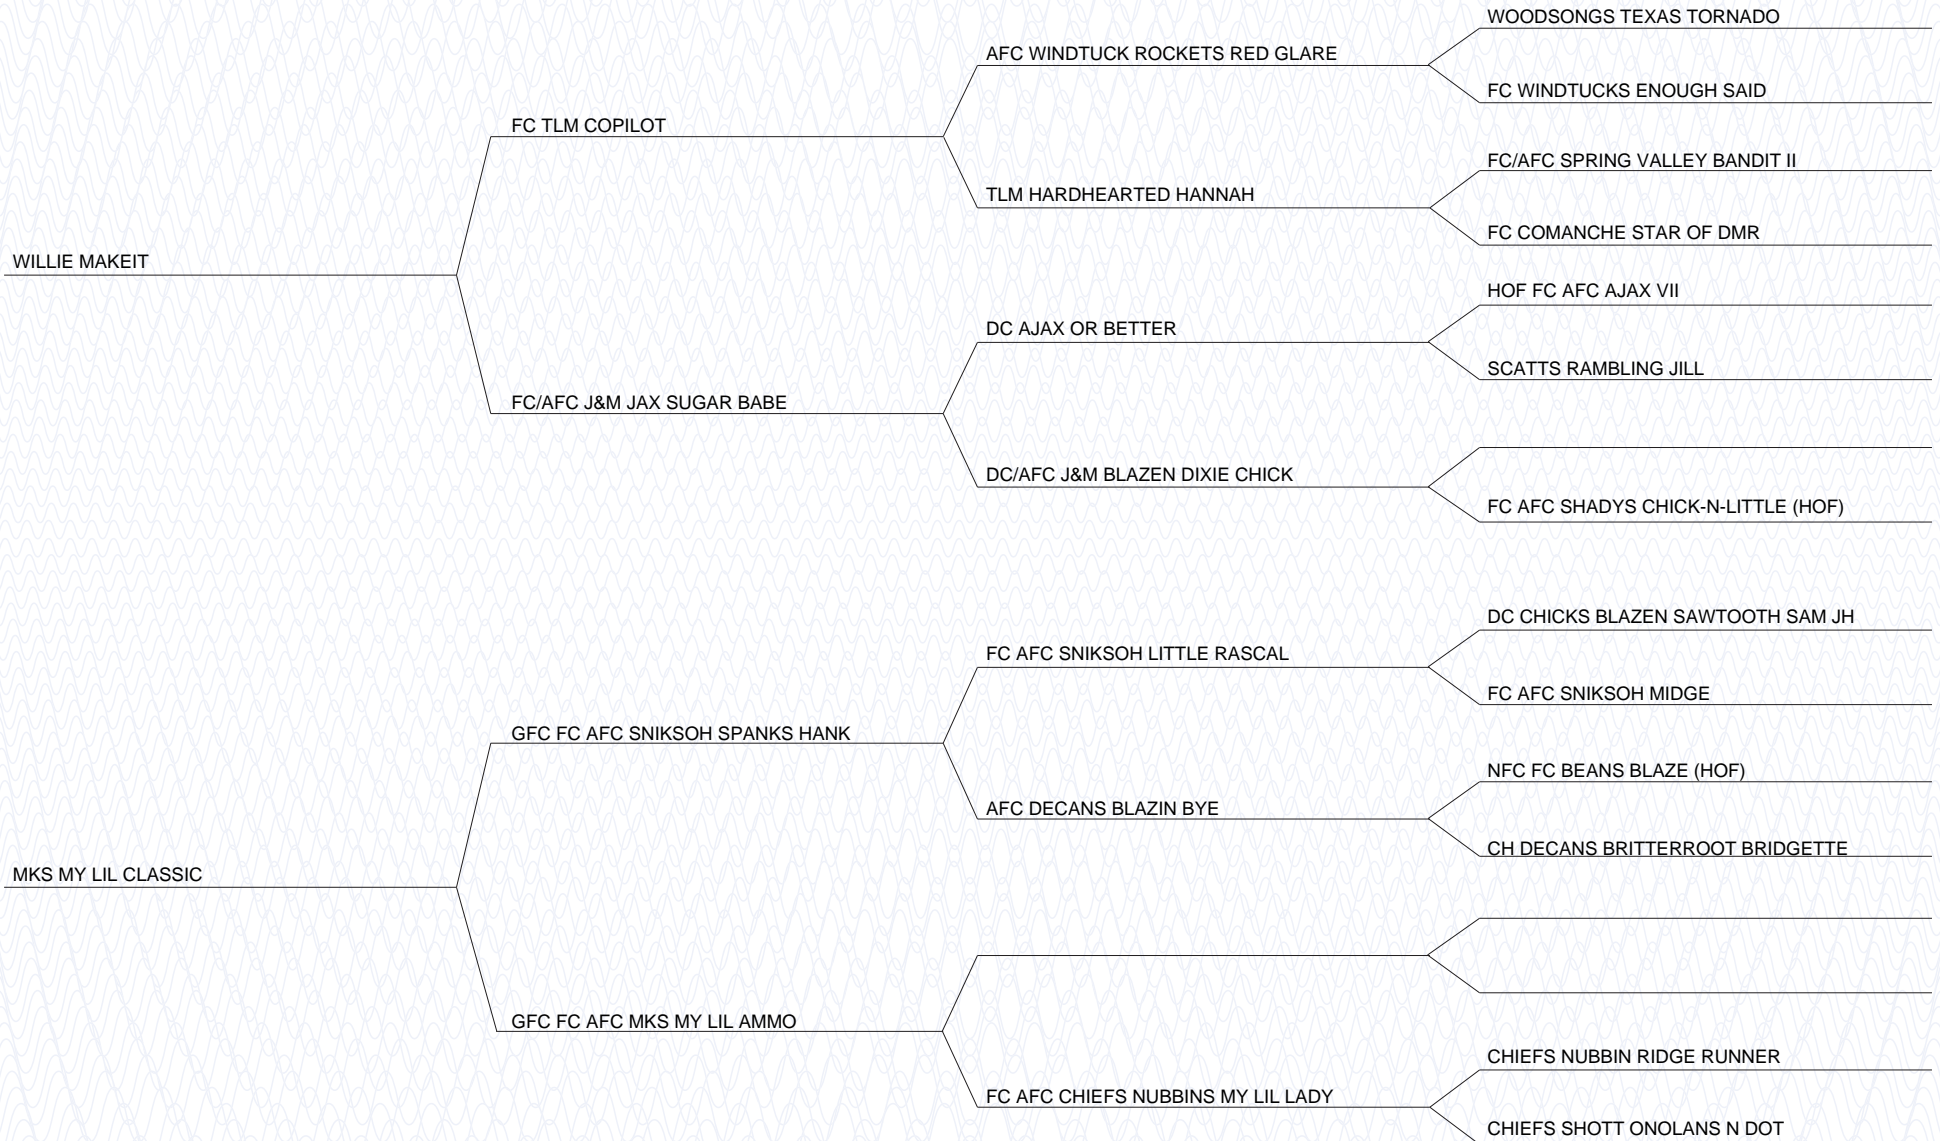 WOODSONGS TEXAS TORNADO
AFC WINDTUCK ROCKETS RED GLARE
FC WINDTUCKS ENOUGH SAID
FC TLM COPILOT
FC/AFC SPRING VALLEY BANDIT II
TLM HARDHEARTED HANNAH
FC COMANCHE STAR OF DMR
WILLIE MAKEIT
HOF FC AFC AJAX VII
DC AJAX OR BETTER
SCATTS RAMBLING JILL
FC/AFC J&M JAX SUGAR BABE
DC/AFC J&M BLAZEN DIXIE CHICK
FC AFC SHADYS CHICK-N-LITTLE (HOF)
DC CHICKS BLAZEN SAWTOOTH SAM JH
FC AFC SNIKSOH LITTLE RASCAL
FC AFC SNIKSOH MIDGE
GFC FC AFC SNIKSOH SPANKS HANK
NFC FC BEANS BLAZE (HOF)
AFC DECANS BLAZIN BYE
CH DECANS BRITTERROOT BRIDGETTE
MKS MY LIL CLASSIC
GFC FC AFC MKS MY LIL AMMO
CHIEFS NUBBIN RIDGE RUNNER
FC AFC CHIEFS NUBBINS MY LIL LADY
CHIEFS SHOTT ONOLANS N DOT